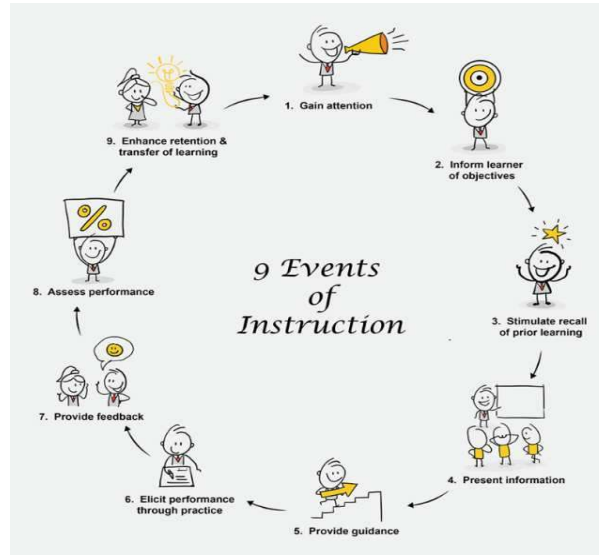 1. Gain attention
2. Inform learner
of objectives
3. Stimulate recall
of prior learning
4. Present information
5. Provide guidance
6. Elicit performance
through practice
7. Provide feedback
8. Assess performance
%
9. Enhance retention &
transfer of learning
9 Events
of
Instruction